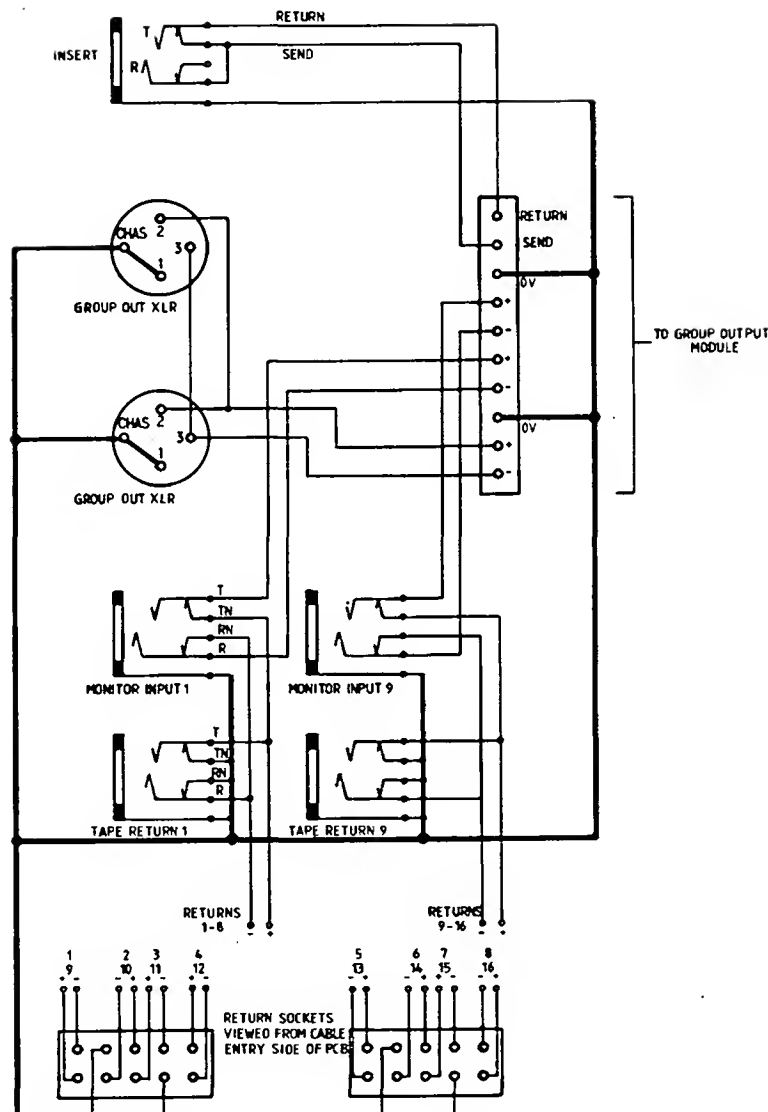 RETURN
T
INSERT
SEND
R
RETURN
SEND
0V
+
-
+
-
0V
+
-
TO GROUP OUTPUT
MODULE
CHAS 2
3
1
GROUP OUT XLR
CHAS 2
3
1
GROUP OUT XLR
T
TN
RN
R
MONITOR INPUT 1
MONITOR INPUT 9
T
TN
RN
R
TAPE RETURN 1
TAPE RETURN 9
RETURNS
1-8
- +
RETURNS
9-16
- +
1 2 3 4
9 10 11 12
+ - - + + - + -
5 6 7 8
13 14 15 16
- + - + + - - +
RETURN SOCKETS
VIEWED FROM CABLE
ENTRY SIDE OF PCB